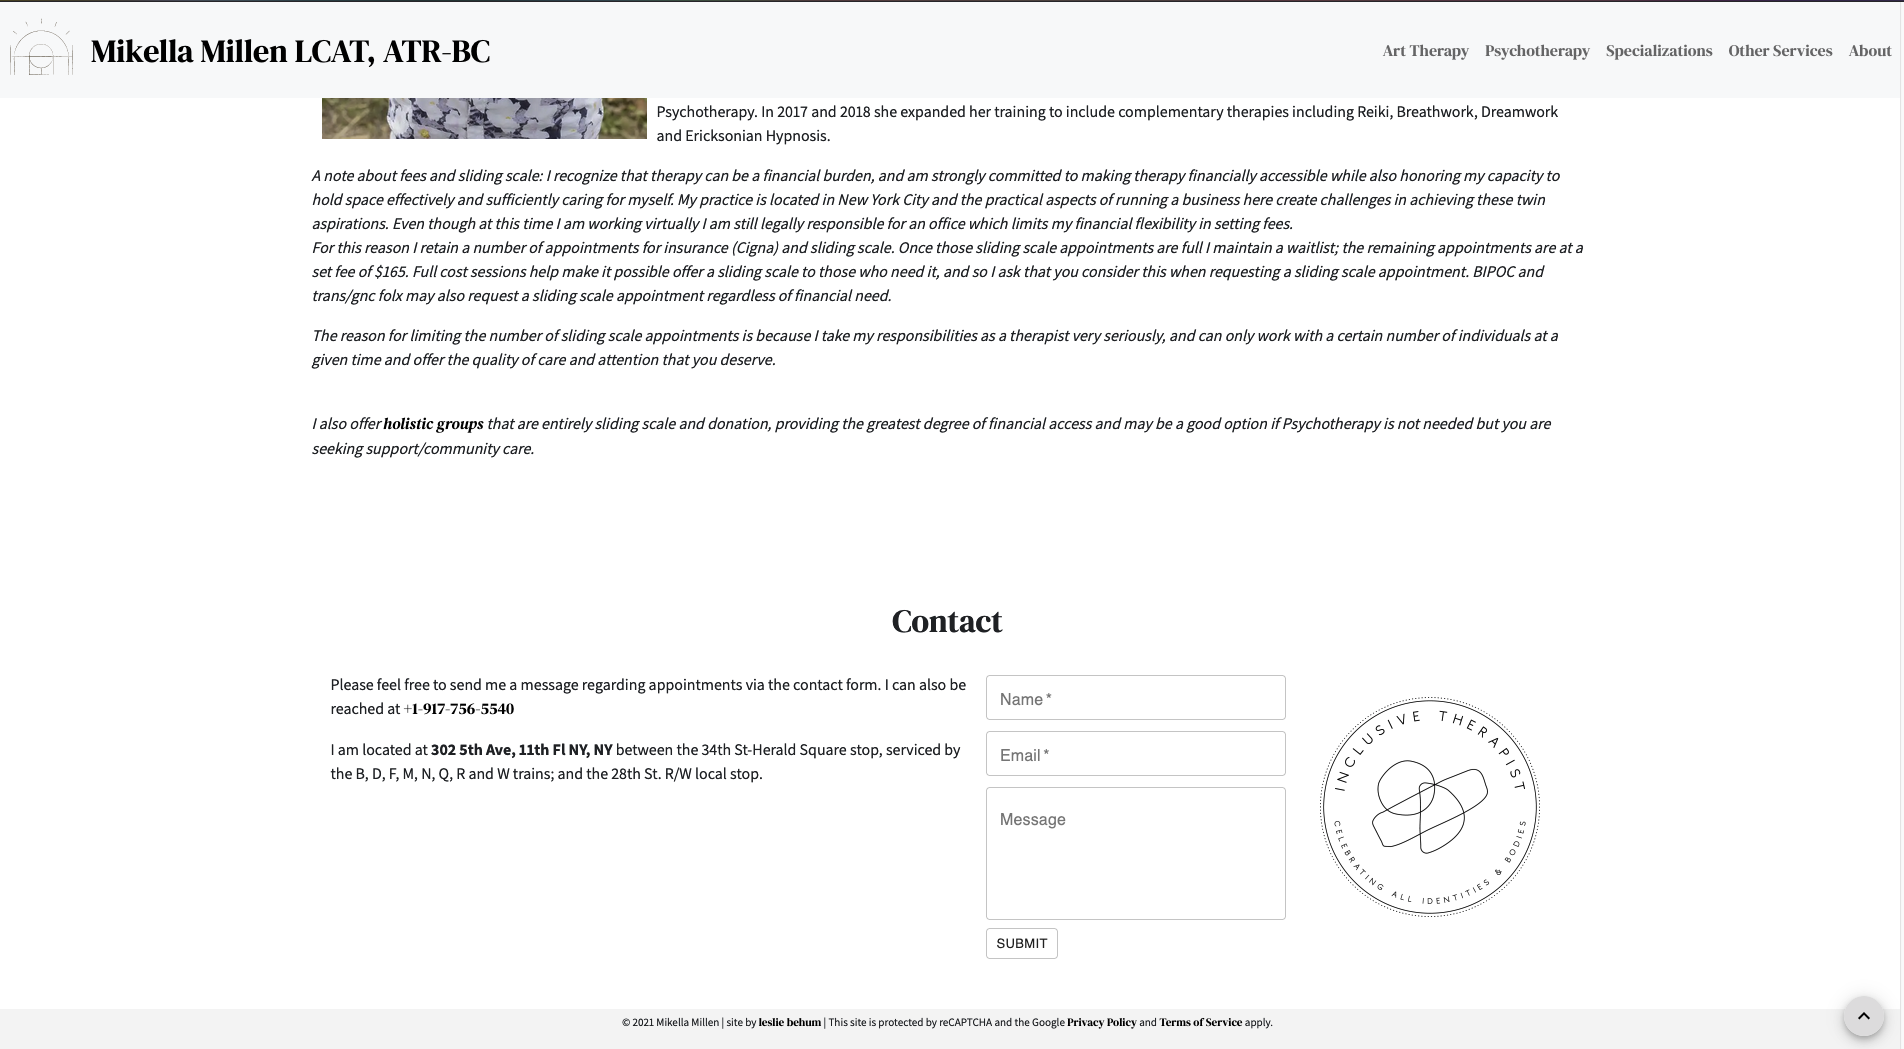 Mikella Millen LCAT, ATR-BC
Art Therapy
Psychotherapy
Specializations
Other Services
About
Psychotherapy. In 2017 and 2018 she expanded her training to include complementary therapies including Reiki, Breathwork, Dreamwork
and Ericksonian Hypnosis.
A note about fees and sliding scale: I recognize that therapy can be a financial burden, and am strongly committed to making therapy financially accessible while also honoring my capacity to
hold space effectively and sufficiently caring for myself. My practice is located in New York City and the practical aspects of running a business here create challenges in achieving these twin
aspirations. Even though at this time I am working virtually I am still legally responsible for an office which limits my financial flexibility in setting fees.
For this reason I retain a number of appointments for insurance (Cigna) and sliding scale. Once those sliding scale appointments are full I maintain a waitlist; the remaining appointments are at a
set fee of $165. Full cost sessions help make it possible offer a sliding scale to those who need it, and so I ask that you consider this when requesting a sliding scale appointment. BIPOC and
trans/gnc folx may also request a sliding scale appointment regardless of financial need.
The reason for limiting the number of sliding scale appointments is because I take my responsibilities as a therapist very seriously, and can only work with a certain number of individuals at a
given time and offer the quality of care and attention that you deserve.
I also offer holistic groups that are entirely sliding scale and donation, providing the greatest degree of financial access and may be a good option if Psychotherapy is not needed but you are
seeking support/community care.
Contact
Please feel free to send me a message regarding appointments via the contact form. I can also be
reached at +1-917-756-5540
I am located at 302 5th Ave, 11th Fl NY, NY between the 34th St-Herald Square stop, serviced by
the B, D, F, M, N, Q, R and W trains; and the 28th St. R/W local stop.
Name *
Email *
Message
SUBMIT
INCLUSIVE THERAPIST
CELEBRATING ALL IDENTITIES & BODIES
© 2021 Mikella Millen | site by leslie behum | This site is protected by reCAPTCHA and the Google Privacy Policy and Terms of Service apply.